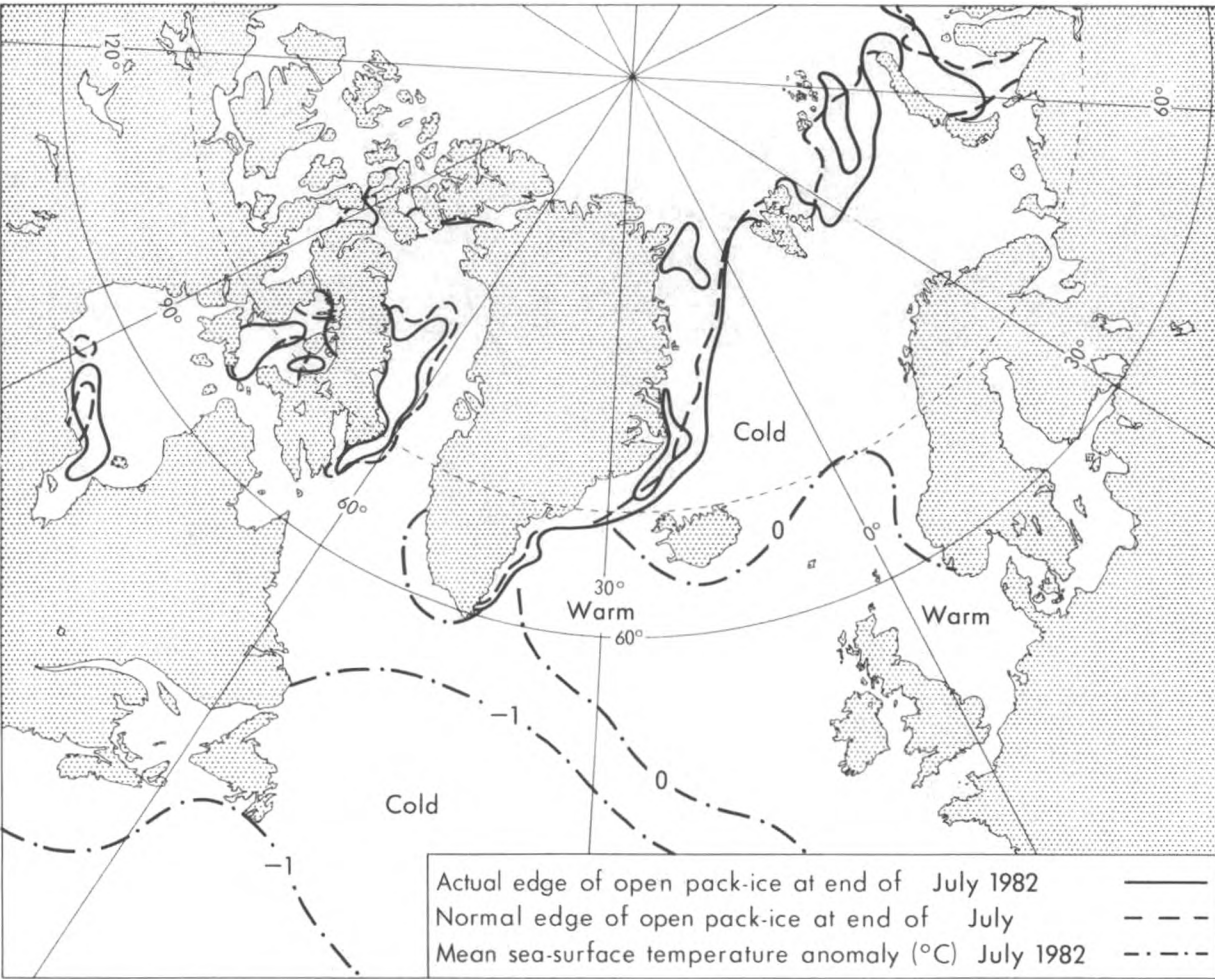 120°
60°
90°
30°
Cold
60°
0
0°
30°
Warm
Warm
60°
-1
0
Cold
-1
Actual edge of open pack-ice at end of July 1982
Normal edge of open pack-ice at end of July
Mean sea-surface temperature anomaly (°C) July 1982